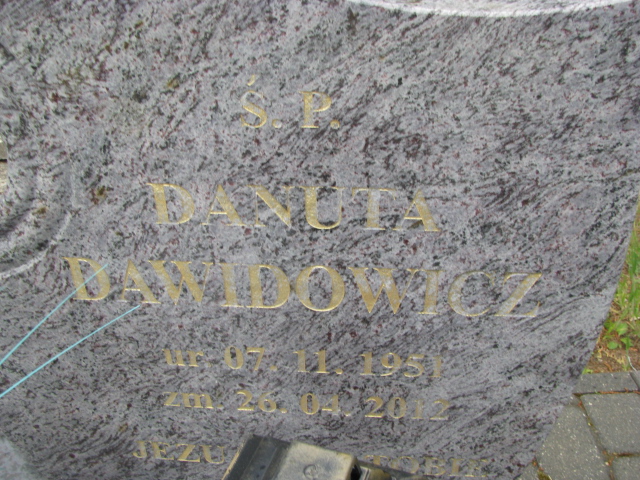 Ś. P.
DANUTA
DAWIDOWICZ
ur. 07. 11. 1951
zm. 26. 04. 2012